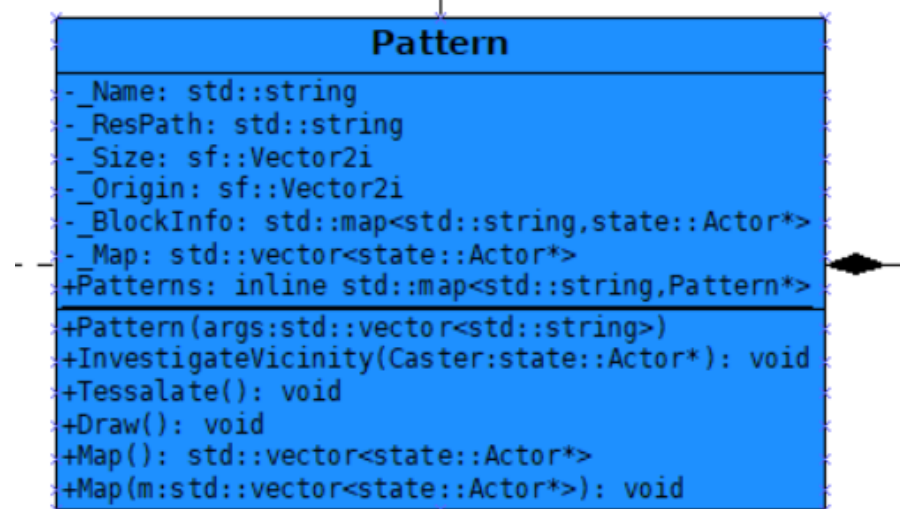 Pattern
-_Name: std::string
-_ResPath: std::string
-_Size: sf::Vector2i
-_Origin: sf::Vector2i
-_BlockInfo: std::map<std::string,state::Actor*>
-_Map: std::vector<state::Actor*>
+Patterns: inline std::map<std::string,Pattern*>
+Pattern(args:std::vector<std::string>)
+InvestigateVicinity(Caster:state::Actor*): void
+Tessalate(): void
+Draw(): void
+Map(): std::vector<state::Actor*>
+Map(m:std::vector<state::Actor*>): void